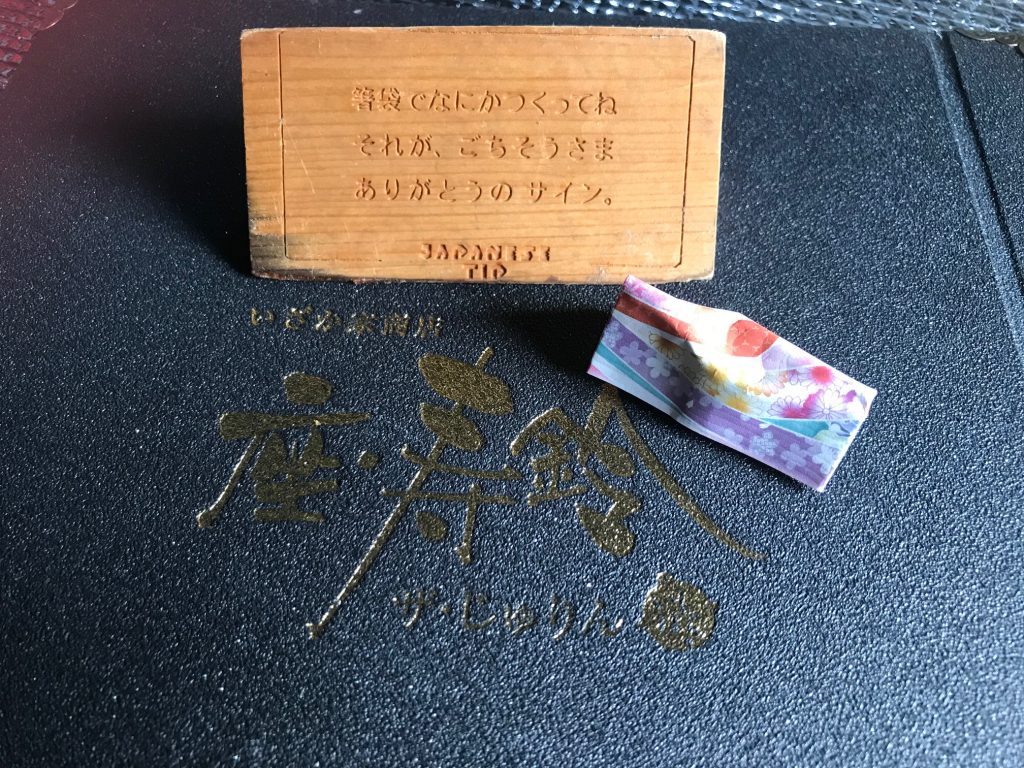 箸袋でなにかつくってね
それが、ごちそうさま
ありがとうの サイン。
JAPANESE
TIP
いざか家商店
座・寿鈴
ザ・じゅりん